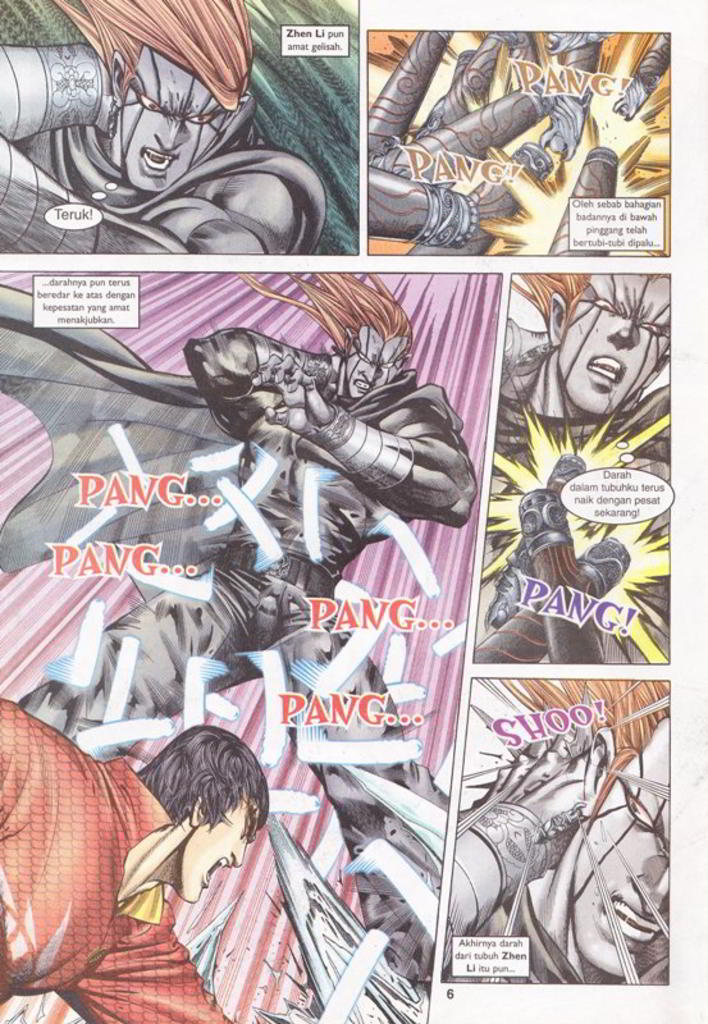 Zhen Li pun
amat gelisah.
Teruk!
PANG!
PANG!
Oleh sebab bahagian
badannya di bawah
pinggang telah
bertubi-tubi dipalu...
...darahnya pun terus
beredar ke atas dengan
kepesatan yang amat
menakjubkan.
PANG...
PANG...
PANG...
PANG...
Darah
dalam tubuhku terus
naik dengan pesat
sekarang!
PANG!
SHOO!
Akhirnya darah
dari tubuh Zhen
Li itu pun...
6